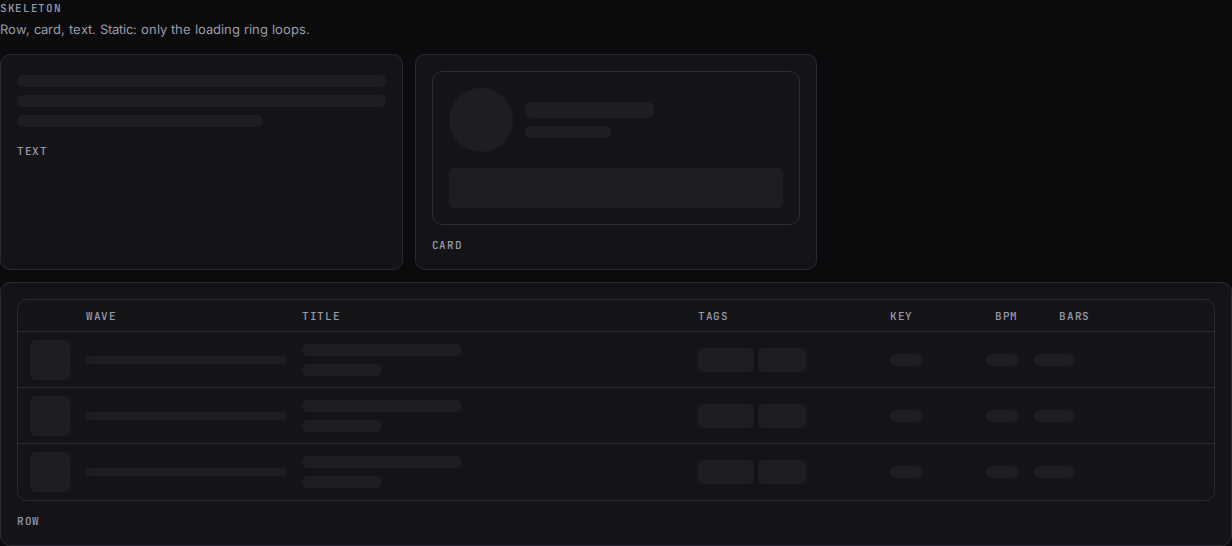 SKELETON
Row, card, text. Static: only the loading ring loops.
TEXT
CARD
WAVE TITLE TAGS KEY BPM BARS
ROW